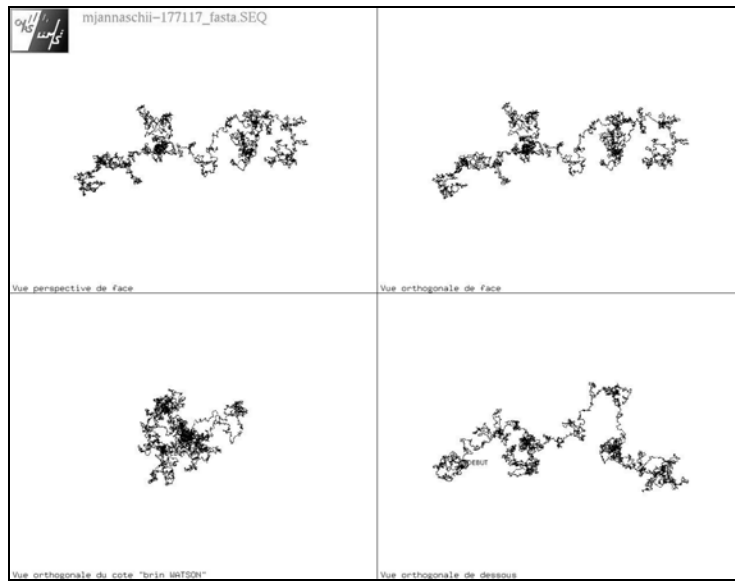 mjannaschii-177117_fasta.SEQ
Vue perspective de face
Vue orthogonale de face
DEBUT
Vue orthogonale du cote "brin WATSON"
Vue orthogonale de dessous